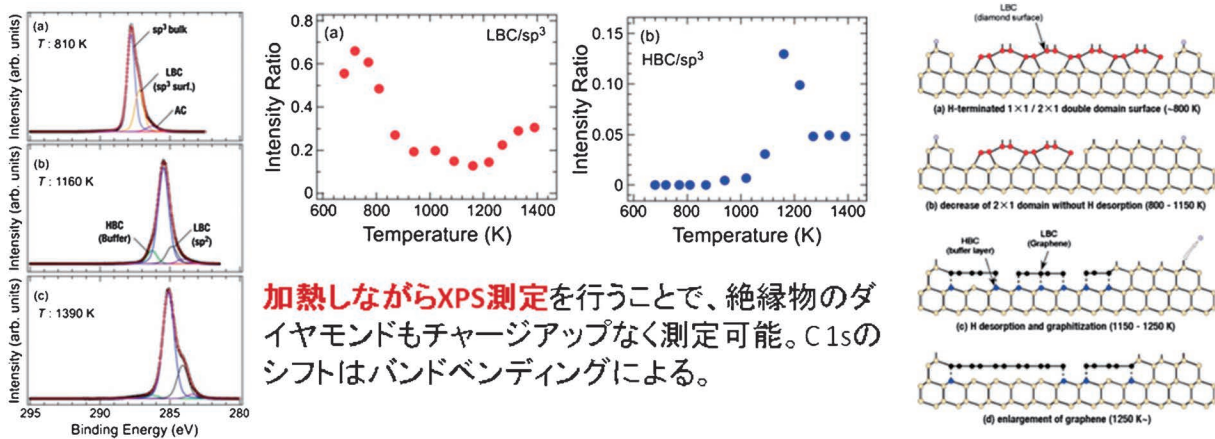 (a)
T : 810 K
sp³ bulk
LBC
(sp³ surf.)
AC
Intensity (arb. units)
(b)
T : 1160 K
HBC
(Buffer)
LBC
(sp²)
Intensity (arb. units)
(c)
T : 1390 K
Intensity (arb. units)
295 290 285 280
Binding Energy (eV)
(a)
LBC/sp³
Intensity Ratio
0.8
0.6
0.4
0.2
0
600 800 1000 1200 1400
Temperature (K)
(b)
HBC/sp³
Intensity Ratio
0.15
0.10
0.05
0
600 800 1000 1200 1400
Temperature (K)
加熱しながらXPS測定を行うことで、絶縁物のダ
イヤモンドもチャージアップなく測定可能。C 1sの
シフトはバンドベンディングによる。
LBC
(diamond surface)
(a) H-terminated 1×1 / 2×1 double domain surface (~800 K)
(b) decrease of 2×1 domain without H desorption (800 - 1150 K)
HBC
(buffer layer)
LBC
(Graphene)
(c) H desorption and graphitization (1150 - 1250 K)
(d) enlargement of graphene (1250 K~)